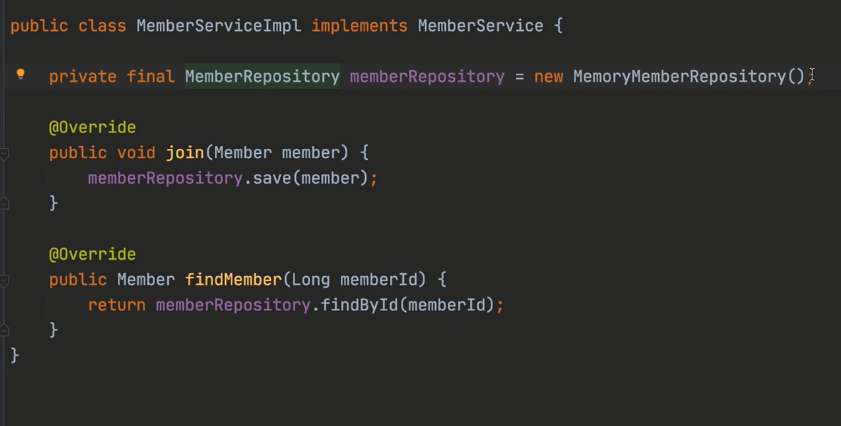 public class MemberServiceImpl implements MemberService {
private final MemberRepository memberRepository = new MemoryMemberRepository();
@Override
public void join(Member member) {
memberRepository.save(member);
}
@Override
public Member findMember(Long memberId) {
return memberRepository.findById(memberId);
}
}